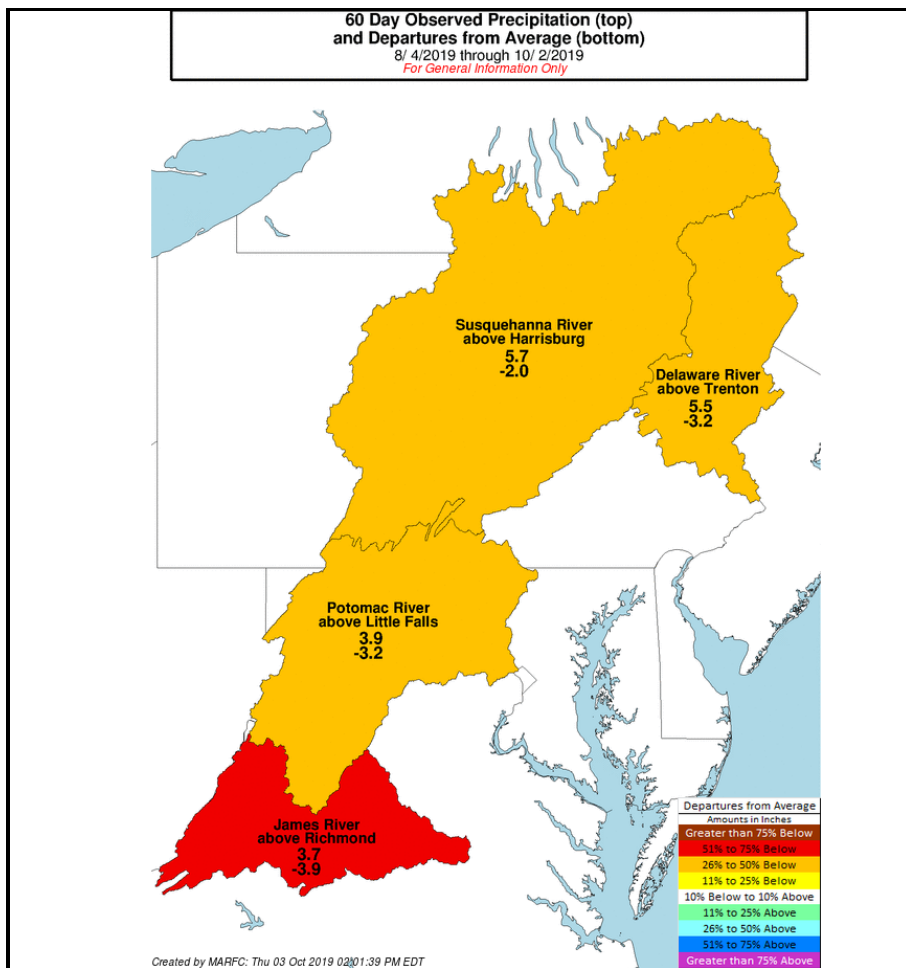 60 Day Observed Precipitation (top)
and Departures from Average (bottom)
8/ 4/2019 through 10/ 2/2019
For General Information Only
Susquehanna River
above Harrisburg
5.7
-2.0
Delaware River
above Trenton
5.5
-3.2
Potomac River
above Little Falls
3.9
-3.2
James River
above Richmond
3.7
-3.9
Departures from Average
Amounts in Inches
Greater than 75% Below
51% to 75% Below
26% to 50% Below
11% to 25% Below
10% Below to 10% Above
11% to 25% Above
26% to 50% Above
51% to 75% Above
Greater than 75% Above
Created by MARFC: Thu 03 Oct 2019 02:01:39 PM EDT